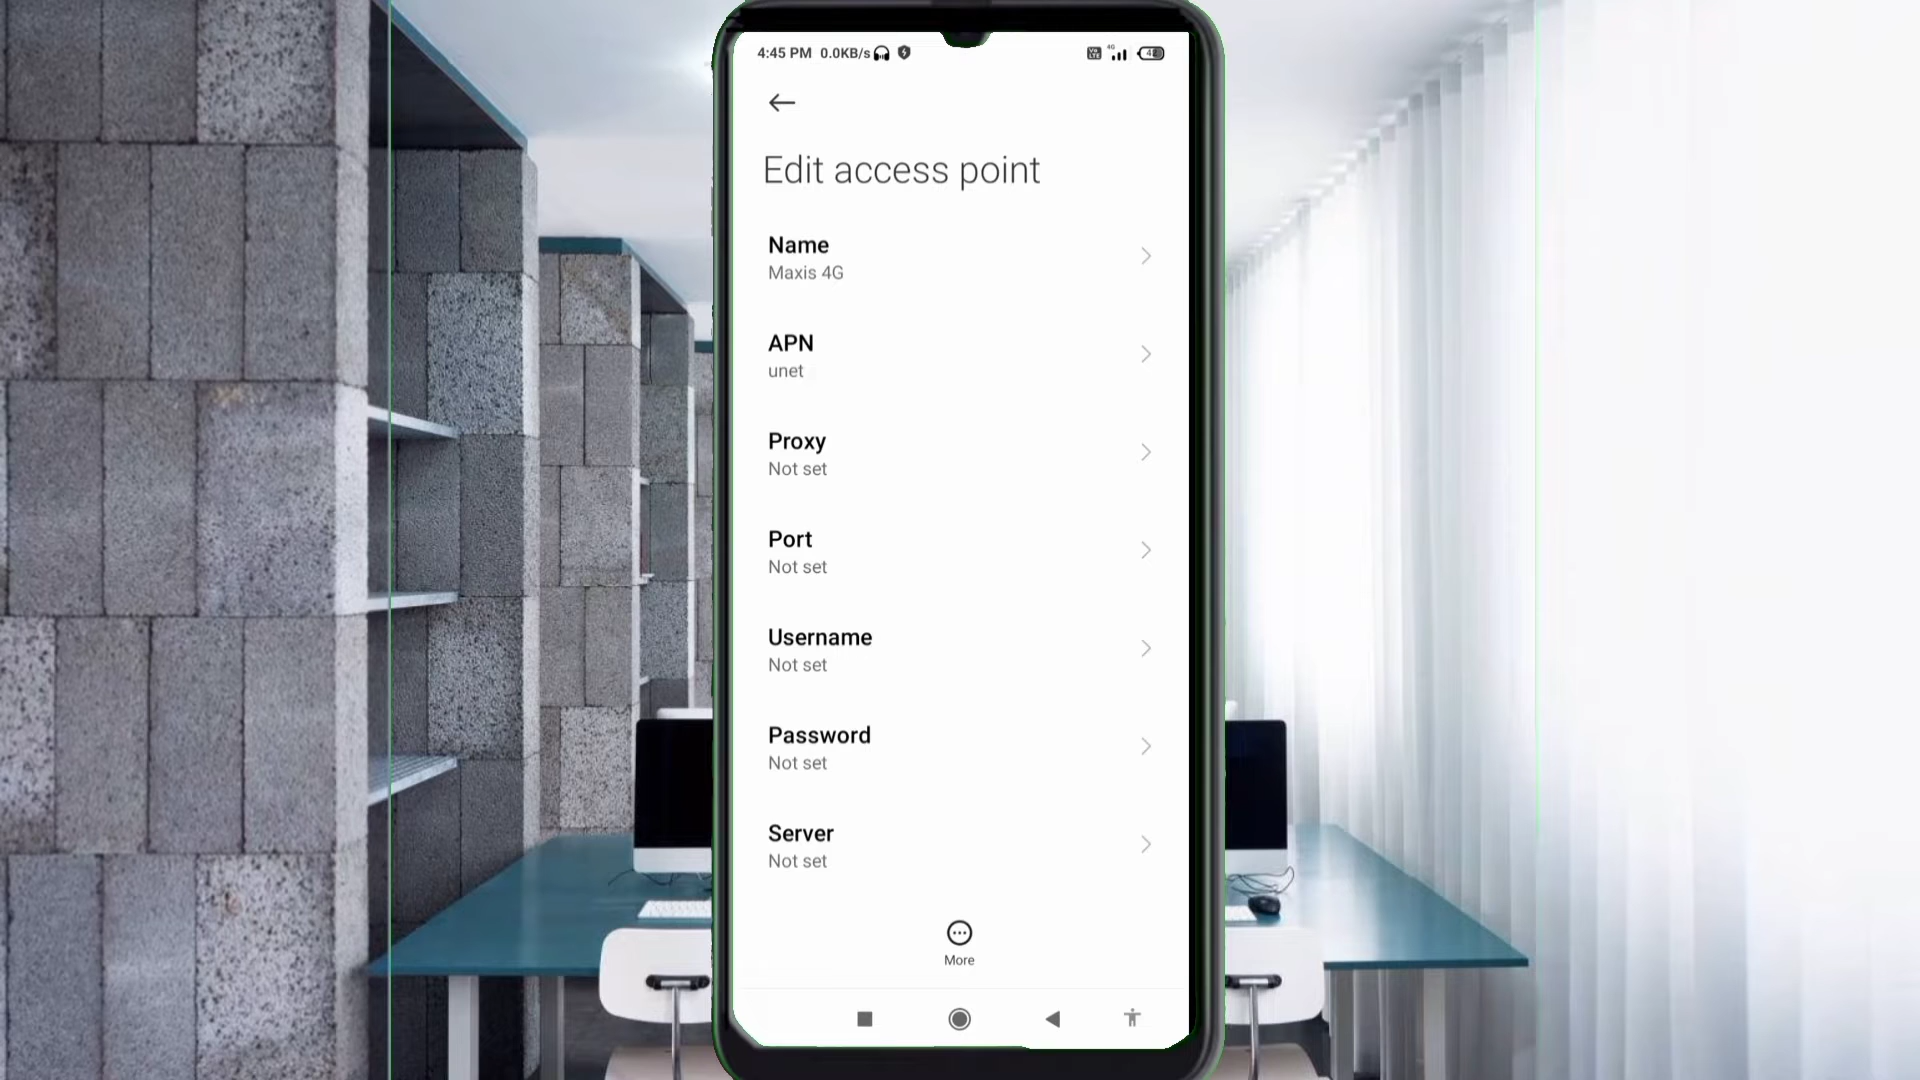 4:45 PM 0.0KB/s
4G
Edit access point
Name
Maxis 4G
APN
unet
Proxy
Not set
Port
Not set
Username
Not set
Password
Not set
Server
Not set
More